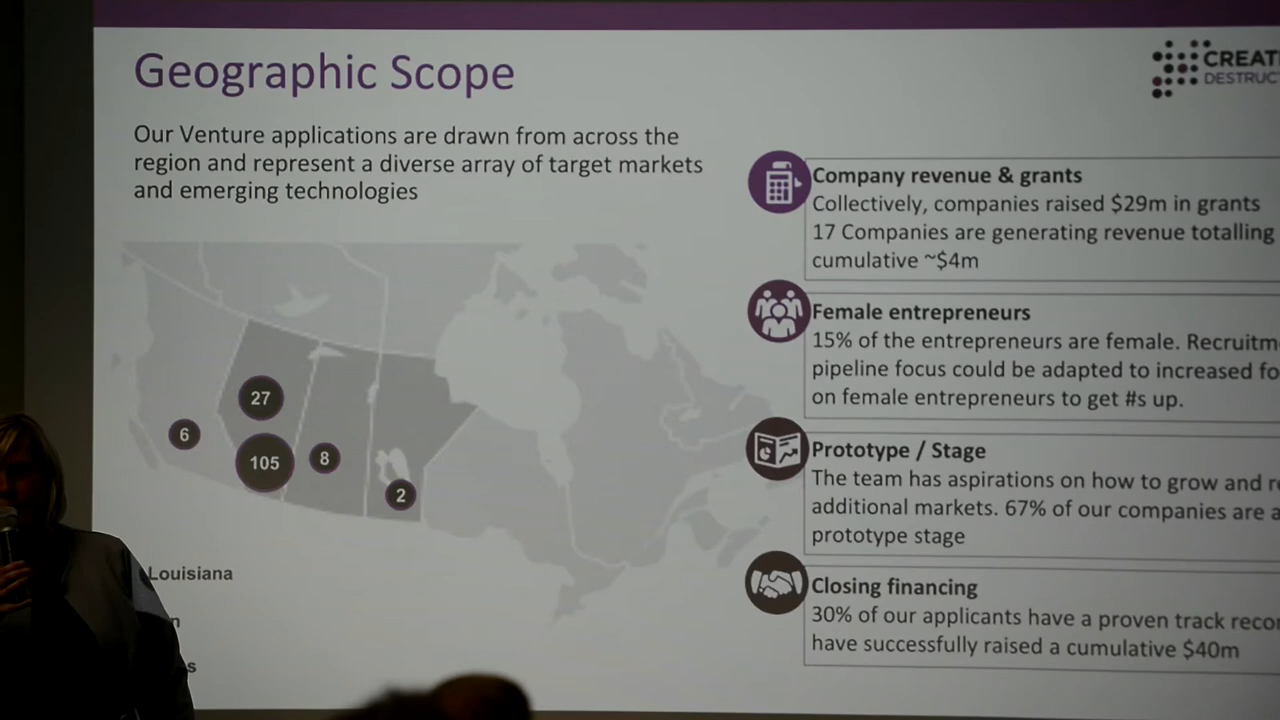 Geographic Scope
Our Venture applications are drawn from across the
region and represent a diverse array of target markets
and emerging technologies
27
6
105
8
2
Louisiana
Company revenue & grants
Collectively, companies raised $29m in grants
17 Companies are generating revenue totalling
cumulative ~$4m
Female entrepreneurs
15% of the entrepreneurs are female.
pipeline focus could be adapted to increased
on female entrepreneurs to get #s up.
Prototype / Stage
The team has aspirations on how to grow and
additional markets. 67% of our companies are
prototype stage
Closing financing
30% of our applicants have a proven track
have successfully raised a cumulative $40m